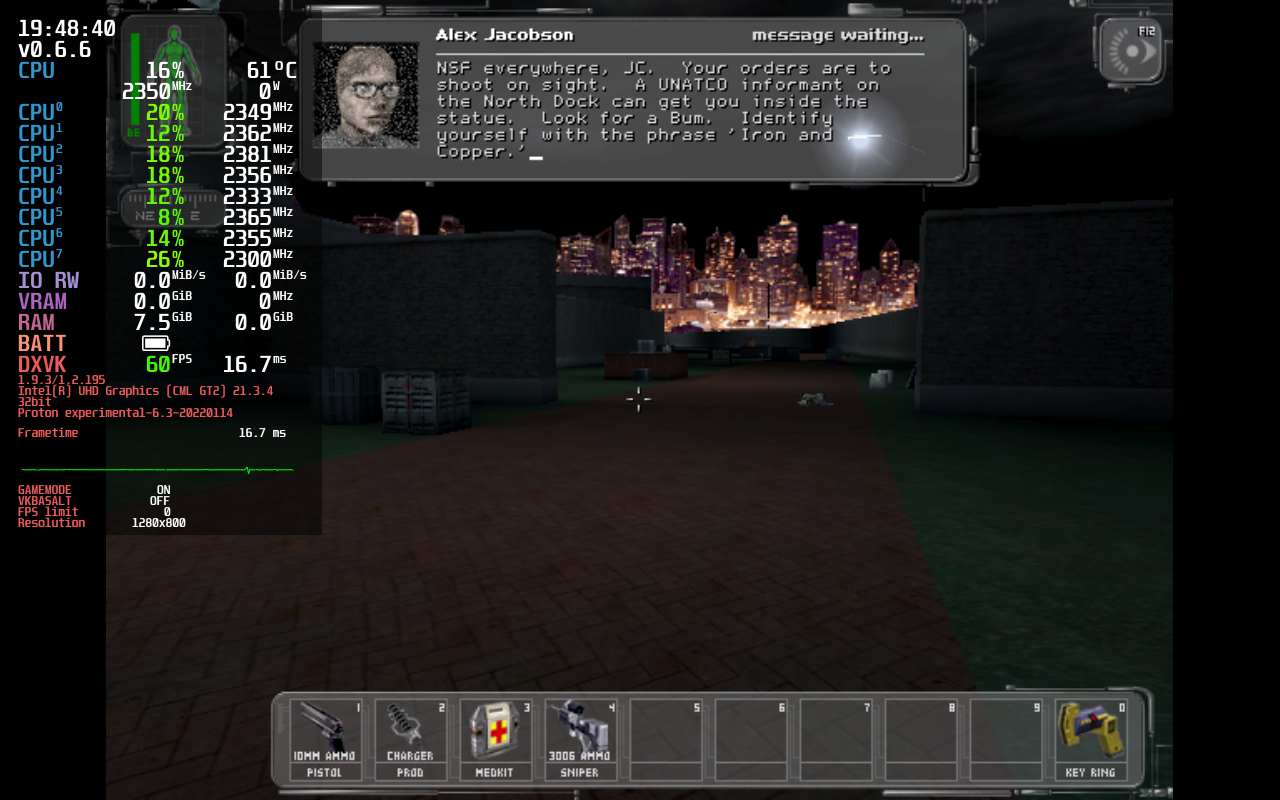 19:48:40
v0.6.6
CPU 16% 61°C
2350MHz 0W
CPU0 20% 2349MHz
CPU1 12% 2362MHz
CPU2 18% 2381MHz
CPU3 18% 2356MHz
CPU4 12% 2333MHz
CPU5 8% 2365MHz
CPU6 14% 2355MHz
CPU7 26% 2300MHz
IO RW 0.0MiB/s 0.0MiB/s
VRAM 0.0GiB 0MHz
RAM 7.5GiB 0.0GiB
BATT
DXVK 60FPS 16.7ms
1.9.3/1.2.195
Intel(R) UHD Graphics (CML GT2) 21.3.4
32bit
Proton experimental-6.3-20220114
Frametime 16.7 ms
GAMEMODE ON
VKBASALT OFF
FPS limit 0
Resolution 1280x800
BE
NE E
Alex Jacobson message waiting...
NSF everywhere, JC. Your orders are to
shoot on sight. A UNATCO informant on
the North Dock can get you inside the
statue. Look for a Bum. Identify
yourself with the phrase 'Iron and
Copper.'
F12
1 2 3 4 5 6 7 8 9 0
10MM AMMO CHARGER 3006 AMMO
PISTOL PROD MEDKIT SNIPER KEY RING